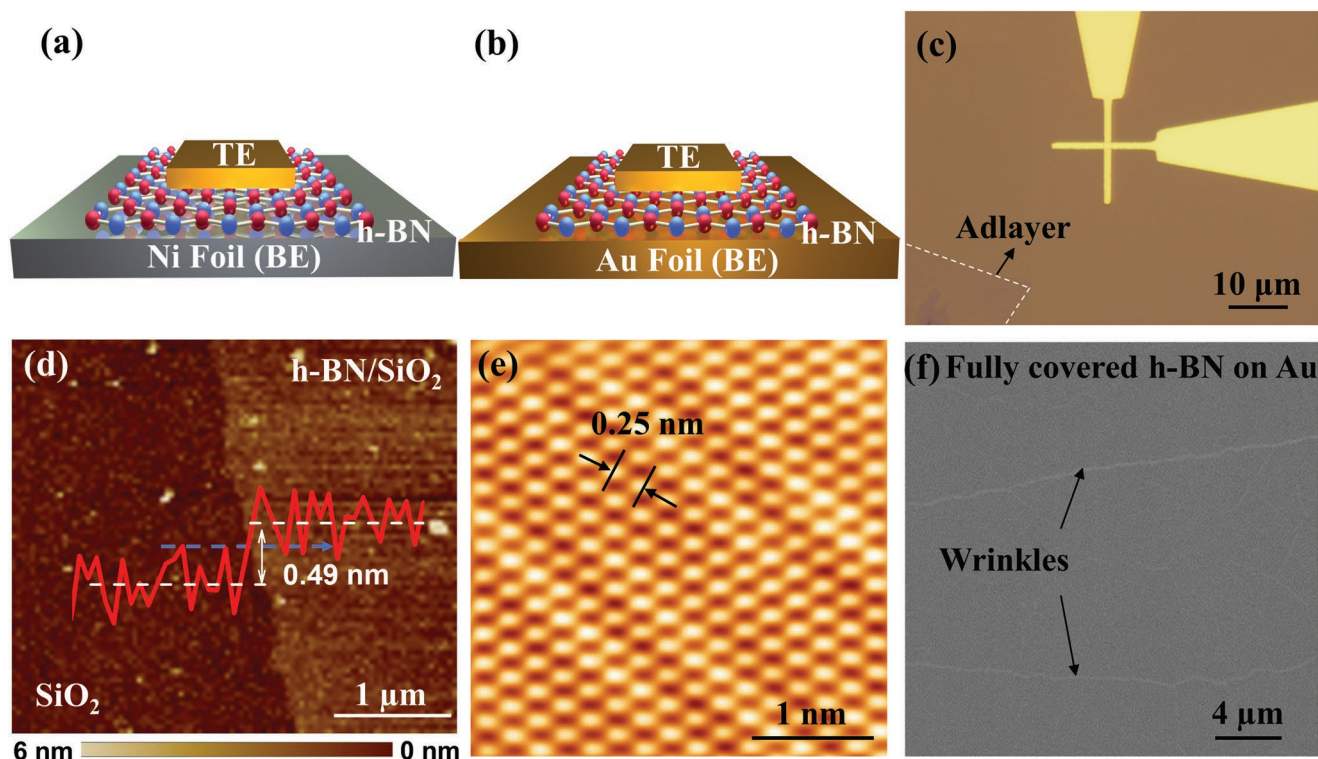 (a)
TE
h-BN
Ni Foil (BE)
(b)
TE
h-BN
Au Foil (BE)
(c)
Adlayer
10 μm
(d)
h-BN/SiO₂
0.49 nm
SiO₂
1 μm
6 nm
0 nm
(e)
0.25 nm
1 nm
(f) Fully covered h-BN on Au
Wrinkles
4 μm